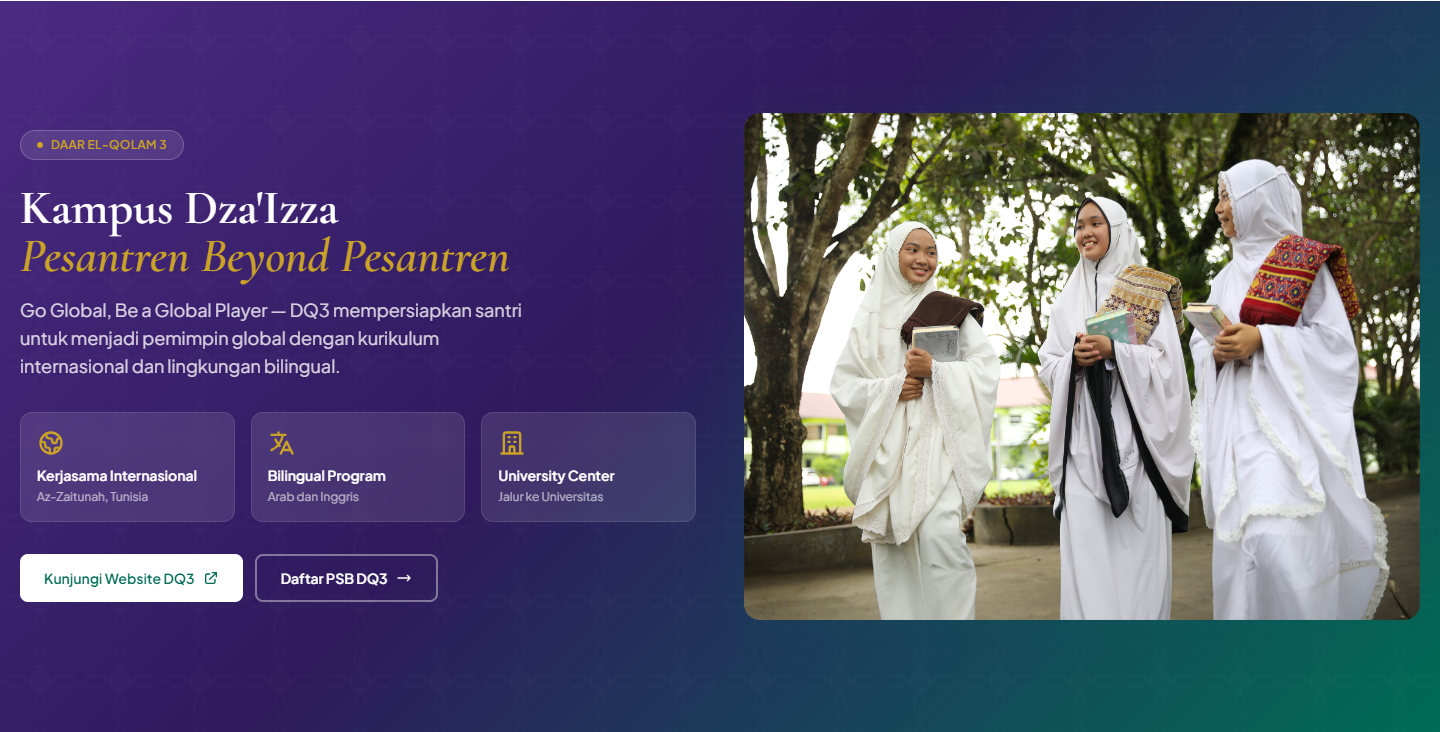 DAAR EL-QOLAM 3
Kampus Dza'Izza
Pesantren Beyond Pesantren
Go Global, Be a Global Player — DQ3 mempersiapkan santri
untuk menjadi pemimpin global dengan kurikulum
internasional dan lingkungan bilingual.
Kerjasama Internasional
Az-Zaitunah, Tunisia
Bilingual Program
Arab dan Inggris
University Center
Jalur ke Universitas
Kunjungi Website DQ3
Daftar PSB DQ3